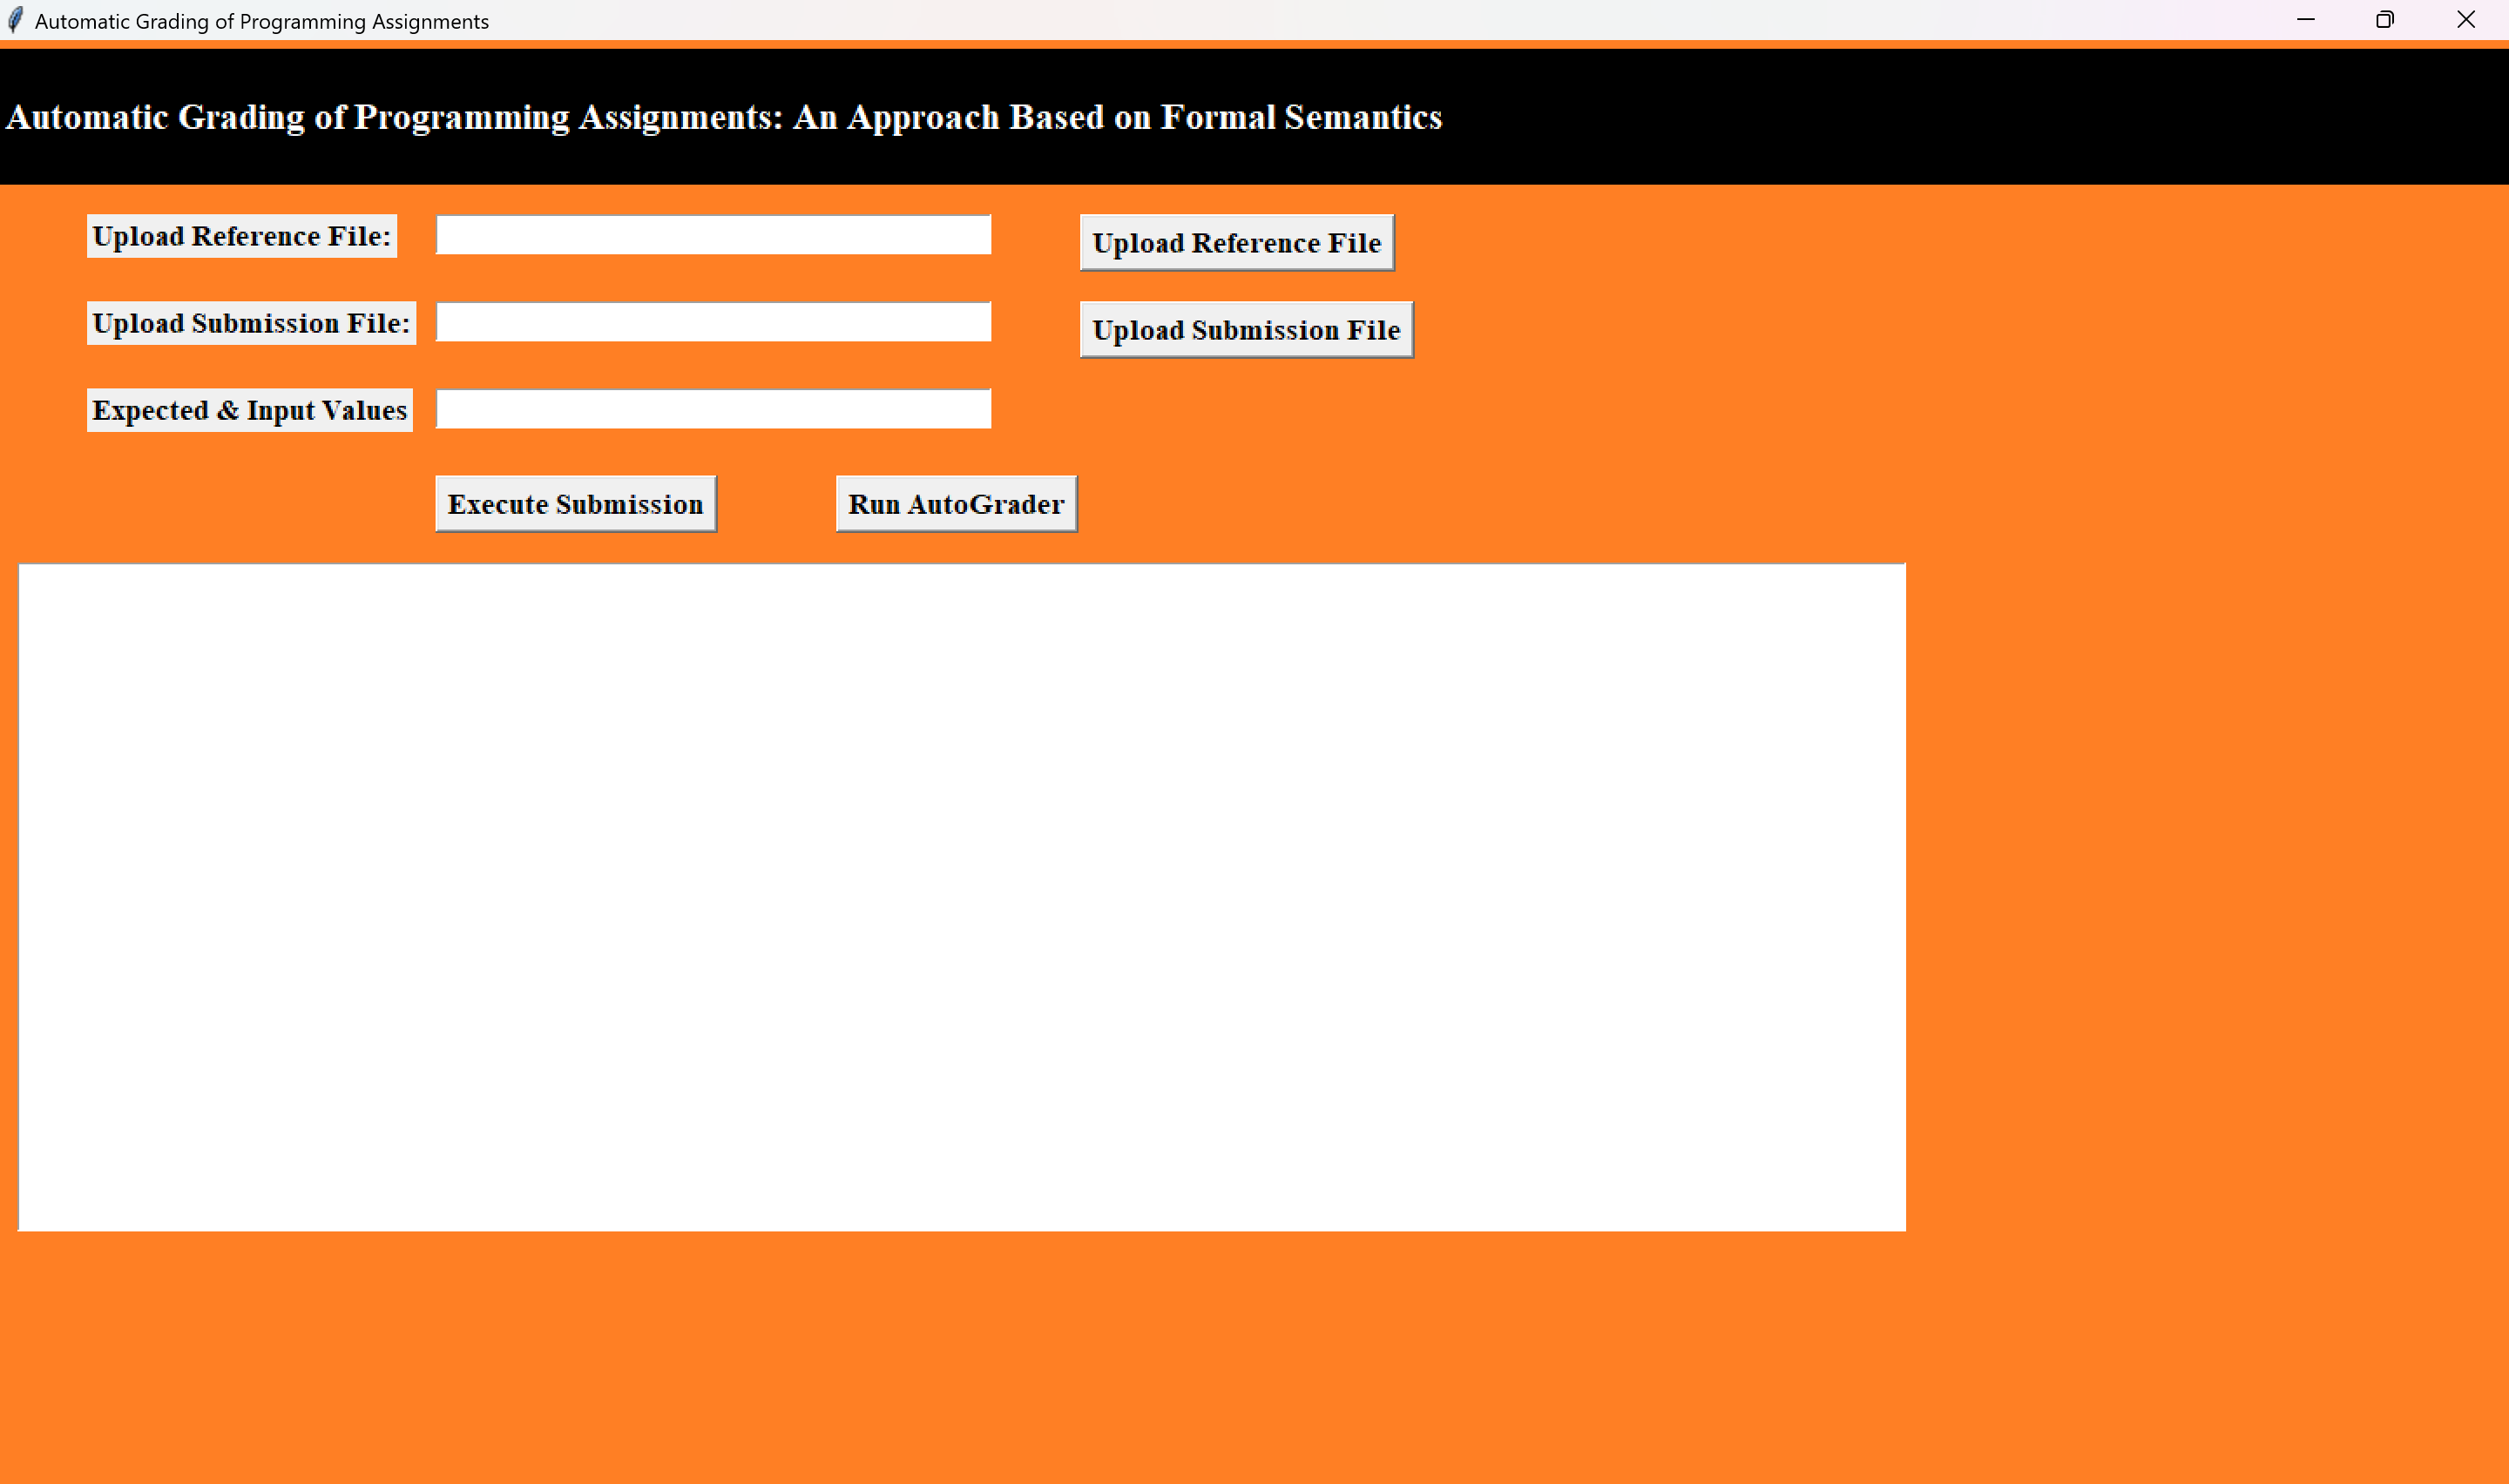 Automatic Grading of Programming Assignments
Automatic Grading of Programming Assignments: An Approach Based on Formal Semantics
Upload Reference File:
Upload Reference File
Upload Submission File:
Upload Submission File
Expected & Input Values
Execute Submission
Run AutoGrader